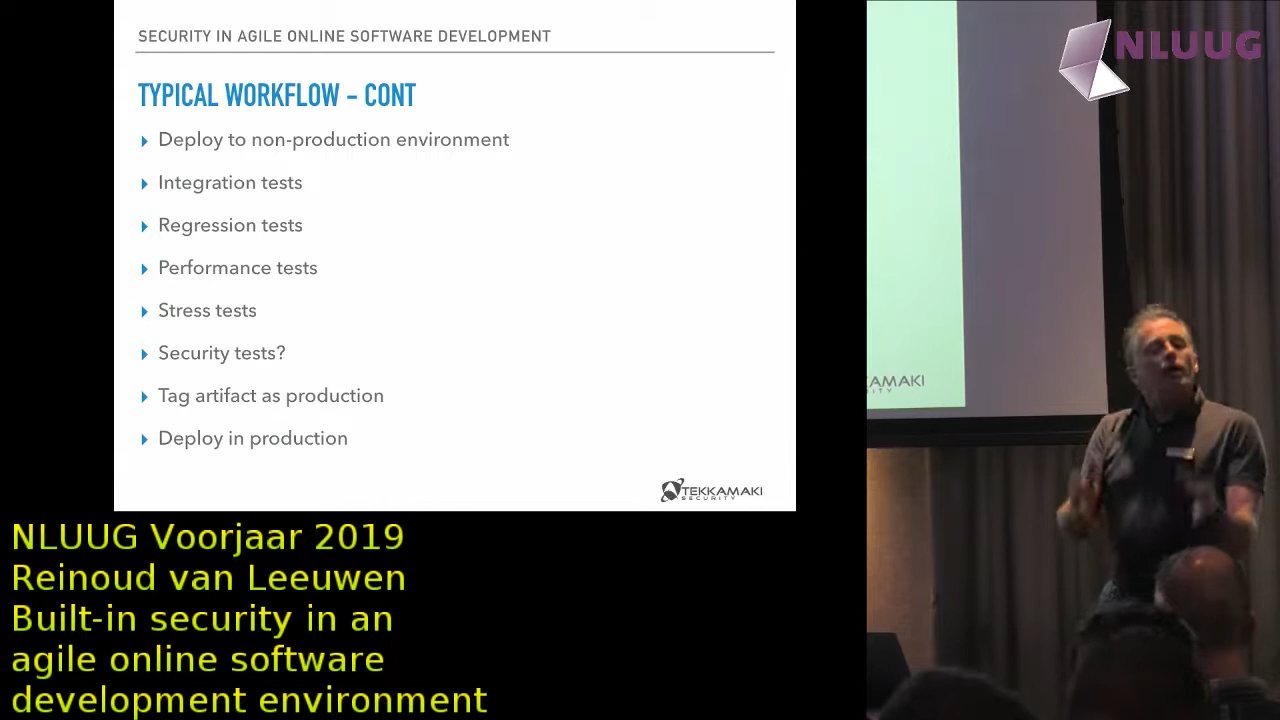 SECURITY IN AGILE ONLINE SOFTWARE DEVELOPMENT
TYPICAL WORKFLOW - CONT
Deploy to non-production environment
Integration tests
Regression tests
Performance tests
Stress tests
Security tests?
Tag artifact as production
Deploy in production
TEKKAMAKI
SECURITY
NLUUG
AMAKI
ITY
NLUUG Voorjaar 2019
Reinoud van Leeuwen
Built-in security in an
agile online software
development environment